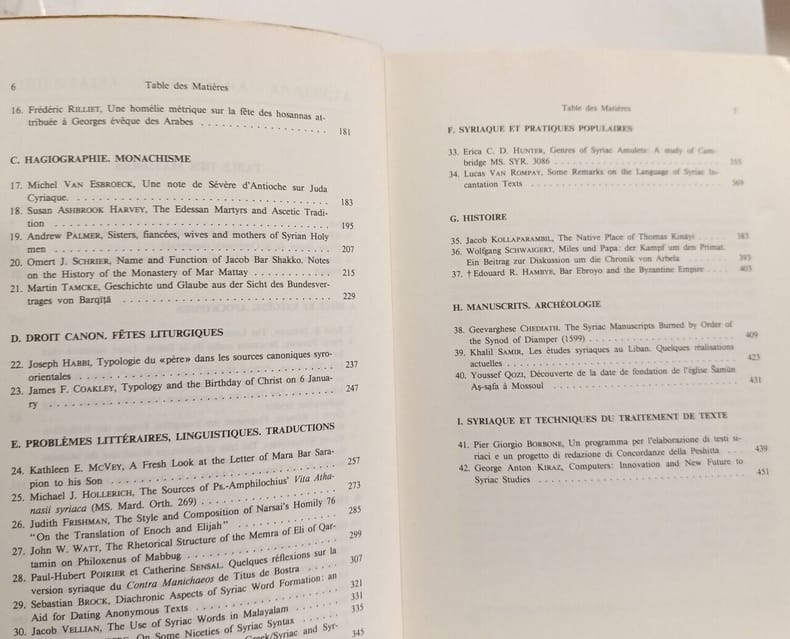 6 Table des Matières
16. Frédéric RILLIET, Une homélie métrique sur la fête des hosannas at-
tribuée à Georges évêque des Arabes . . . . . . . . . . . . . . . . 181
C. HAGIOGRAPHIE. MONACHISME
17. Michel VAN ESBROECK, Une note de Sévère d'Antioche sur Juda
Cyriaque. . . . . . . . . . . . . . . . 183
18. Susan ASHBROOK HARVEY, The Edessan Martyrs and Ascetic Tradi-
tion . . . . . . . . . . . . . . . . 195
19. Andrew PALMER, Sisters, fiancées, wives and mothers of Syrian Holy
men . . . . . . . . . . . . . . . . 207
20. Omert J. SCHRIER, Name and Function of Jacob Bar Shakko. Notes
on the History of the Monastery of Mar Mattay . . . . . . . . 215
21. Martin TAMCKE, Geschichte und Glaube aus der Sicht des Bundesver-
trages von Barqīṭā . . . . . . . . . . . . . . . . 229
D. DROIT CANON. FÊTES LITURGIQUES
22. Joseph HABBI, Typologie du «père» dans les sources canoniques syro-
orientales . . . . . . . . . . . . . . . . 237
23. James F. COAKLEY, Typology and the Birthday of Christ on 6 Janua-
ry . . . . . . . . . . . . . . . . 247
E. PROBLÈMES LITTÉRAIRES, LINGUISTIQUES. TRADUCTIONS
24. Kathleen E. MCVEY, A Fresh Look at the Letter of Mara Bar Sara-
pion to his Son . . . . . . . . . . . . . . . . 257
25. Michael J. HOLLERICH, The Sources of Ps.-Amphilochius' Vita Atha-
nasii syriaca (MS. Mard. Orth. 269) . . . . . . . . . . . . 273
26. Judith FRISHMAN, The Style and Composition of Narsai's Homily 76
"On the Translation of Enoch and Elijah" . . . . . . . . . . 285
27. John W. WATT, The Rhetorical Structure of the Memra of Eli of Qar-
tamin on Philoxenus of Mabbug . . . . . . . . . . . . 299
28. Paul-Hubert POIRIER et Catherine SENSAL. Quelques réflexions sur la
version syriaque du Contra Manichaeos de Titus de Bostra . . . . . 307
29. Sebastian BROCK, Diachronic Aspects of Syriac Word Formation: an
Aid for Dating Anonymous Texts . . . . . . . . . . . . 321
30. Jacob VELLIAN, The Use of Syriac Words in Malayalam . . . . . . 331
On Some Niceties of Syriac Syntax . . . . . . 335
Greek/Syriac and Syr-
345
Table des Matières
F. SYRIAQUE ET PRATIQUES POPULAIRES
33. Erica C. D. HUNTER, Genres of Syriac Amulets: A study of Cam-
bridge MS. SYR. 3086 . . . . . . . . . . . . . . . . 355
34. Lucas VAN ROMPAY, Some Remarks on the Language of Syriac In-
cantation Texts . . . . . . . . . . . . . . . . 369
G. HISTOIRE
35. Jacob KOLLAPARAMBIL, The Native Place of Thomas Kināyi . . . . . 383
36. Wolfgang SCHWAIGERT, Miles und Papa: der Kampf um den Primat.
Ein Beitrag zur Diskussion um die Chronik von Arbela . . . . . . 393
37. † Edouard R. HAMBYE, Bar Ebroyo and the Byzantine Empire . . . . 403
H. MANUSCRITS. ARCHÉOLOGIE
38. Geevarghese CHEDIATH. The Syriac Manuscripts Burned by Order of
the Synod of Diamper (1599) . . . . . . . . . . . . . . . . 409
39. Khalil SAMIR, Les études syriaques au Liban. Quelques réalisations
actuelles . . . . . . . . . . . . . . . . 423
40. Youssef QOZI, Découverte de la date de fondation de l'église Šamūn
Aṣ-ṣafa à Mossoul . . . . . . . . . . . . . . . . 431
I. SYRIAQUE ET TECHNIQUES DU TRAITEMENT DE TEXTE
41. Pier Giorgio BORBONE, Un programma per l'elaborazione di testi si-
riaci e un progetto di redazione di Concordanze della Peshitta . . . 439
42. George Anton KIRAZ, Computers: Innovation and New Future to
Syriac Studies . . . . . . . . . . . . . . . . 451